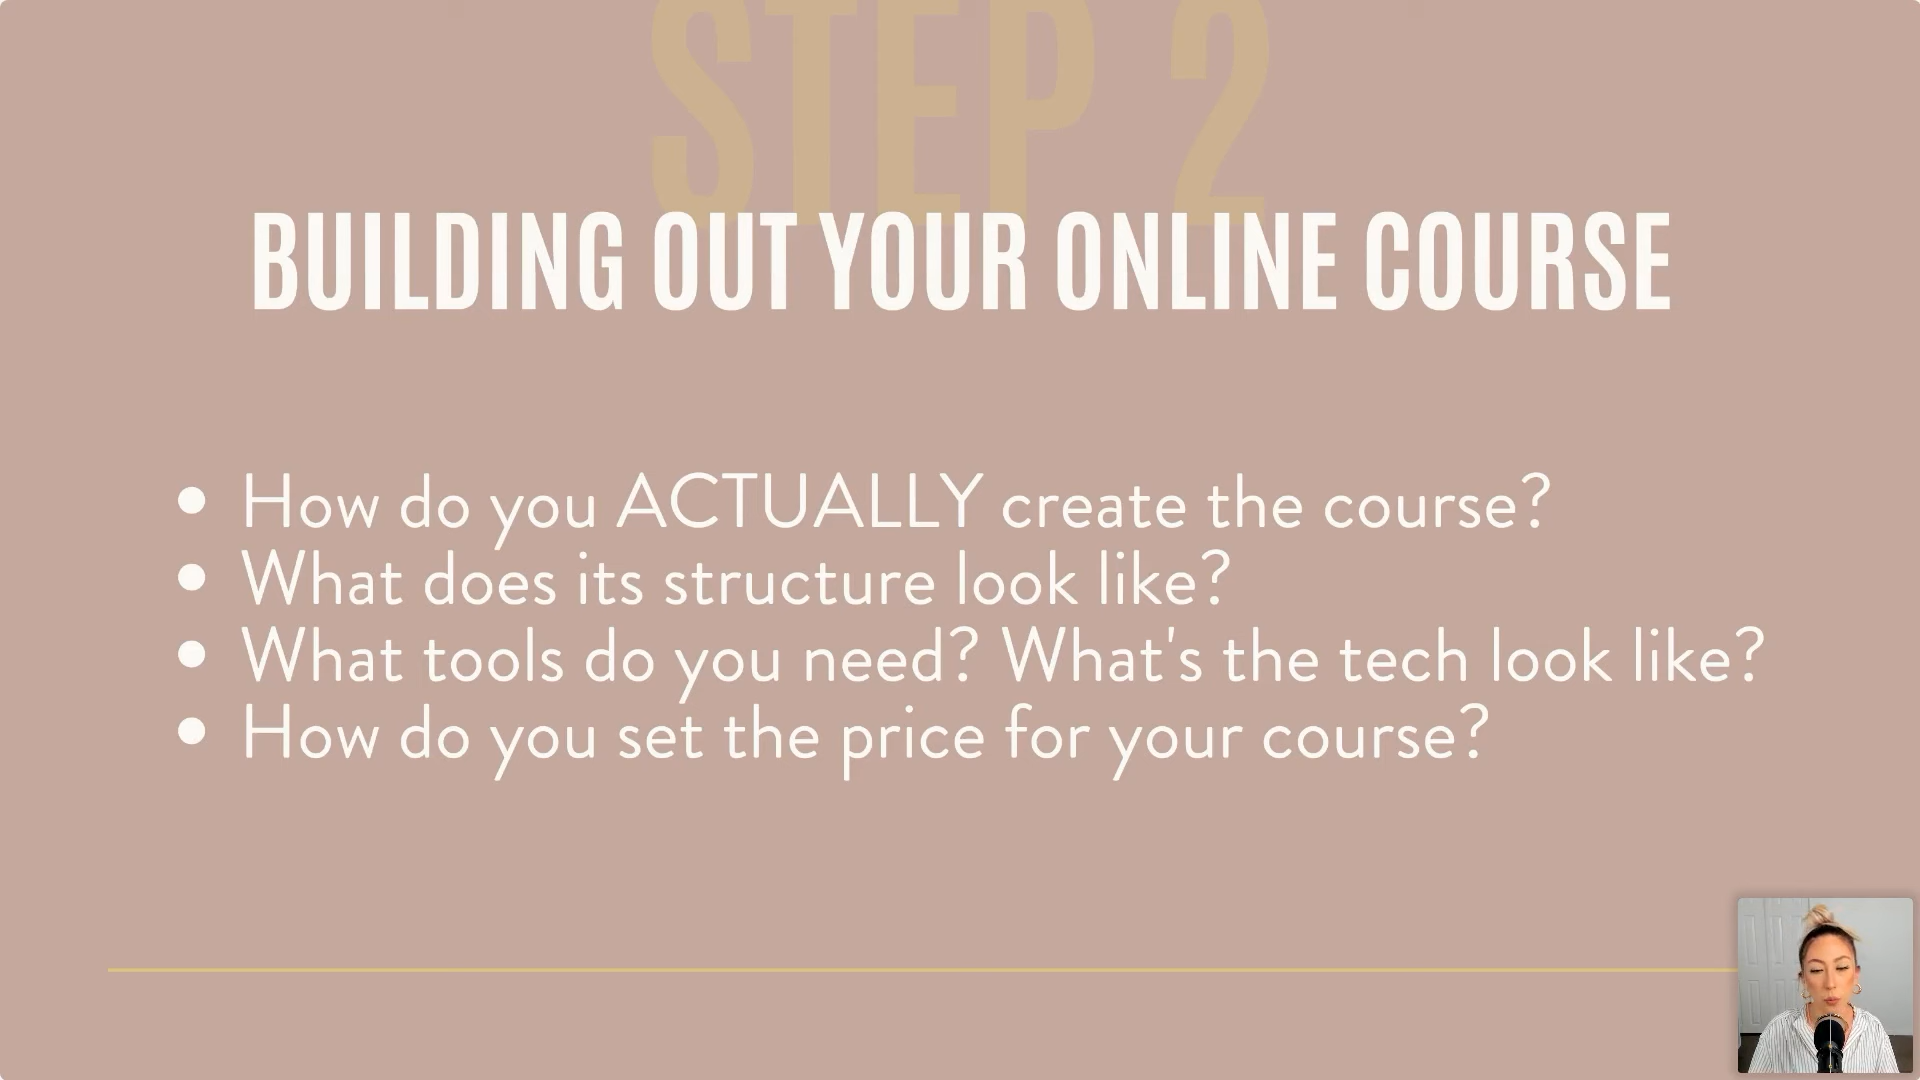 STEP 2
BUILDING OUT YOUR ONLINE COURSE
• How do you ACTUALLY create the course?
• What does its structure look like?
• What tools do you need? What's the tech look like?
• How do you set the price for your course?